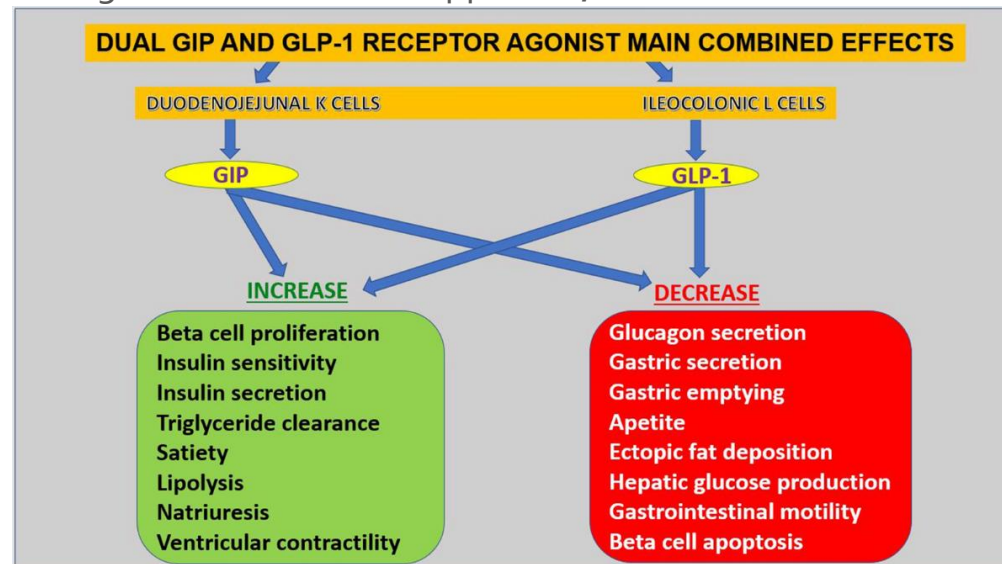 DUAL GIP AND GLP-1 RECEPTOR AGONIST MAIN COMBINED EFFECTS
DUODENOJEJUNAL K CELLS
ILEOCOLONIC L CELLS
GIP
GLP-1
INCREASE
Beta cell proliferation
Insulin sensitivity
Insulin secretion
Triglyceride clearance
Satiety
Lipolysis
Natriuresis
Ventricular contractility
DECREASE
Glucagon secretion
Gastric secretion
Gastric emptying
Apetite
Ectopic fat deposition
Hepatic glucose production
Gastrointestinal motility
Beta cell apoptosis